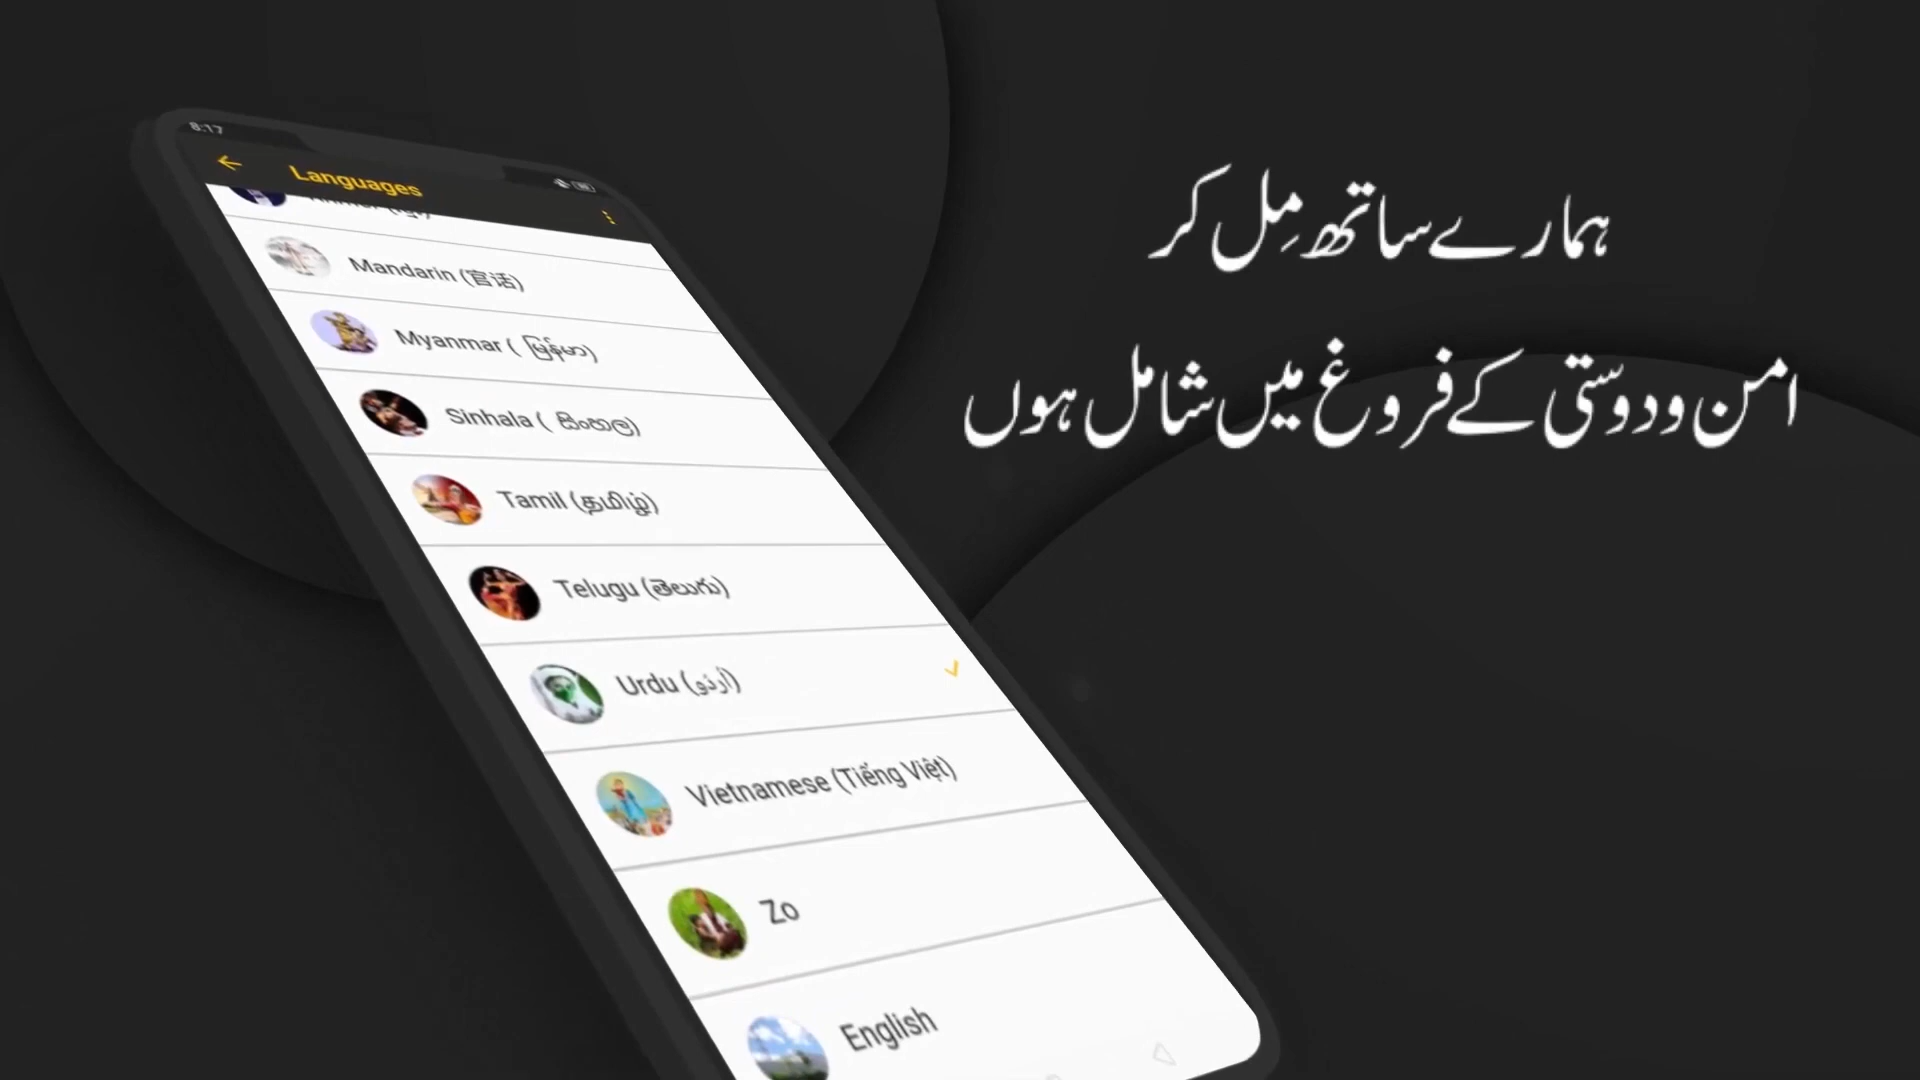 8:17
Languages
Mandarin (官话)
Myanmar ( မြန်မာ)
Sinhala ( සිංහල)
Tamil (தமிழ்)
Telugu (తెలుగు)
Urdu (اُردُو)
Vietnamese (Tiếng Việt)
Zo
English
ہمارے ساتھ مِل کر
امن و دوستی کے فروغ میں شامل ہوں